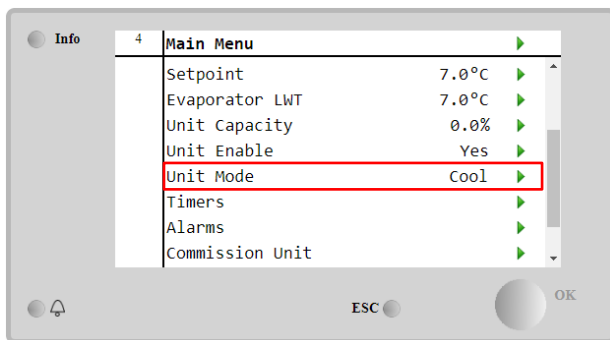 Info
4 Main Menu
Setpoint 7.0°C
Evaporator LWT 7.0°C
Unit Capacity 0.0%
Unit Enable Yes
Unit Mode Cool
Timers
Alarms
Commission Unit
ESC
OK